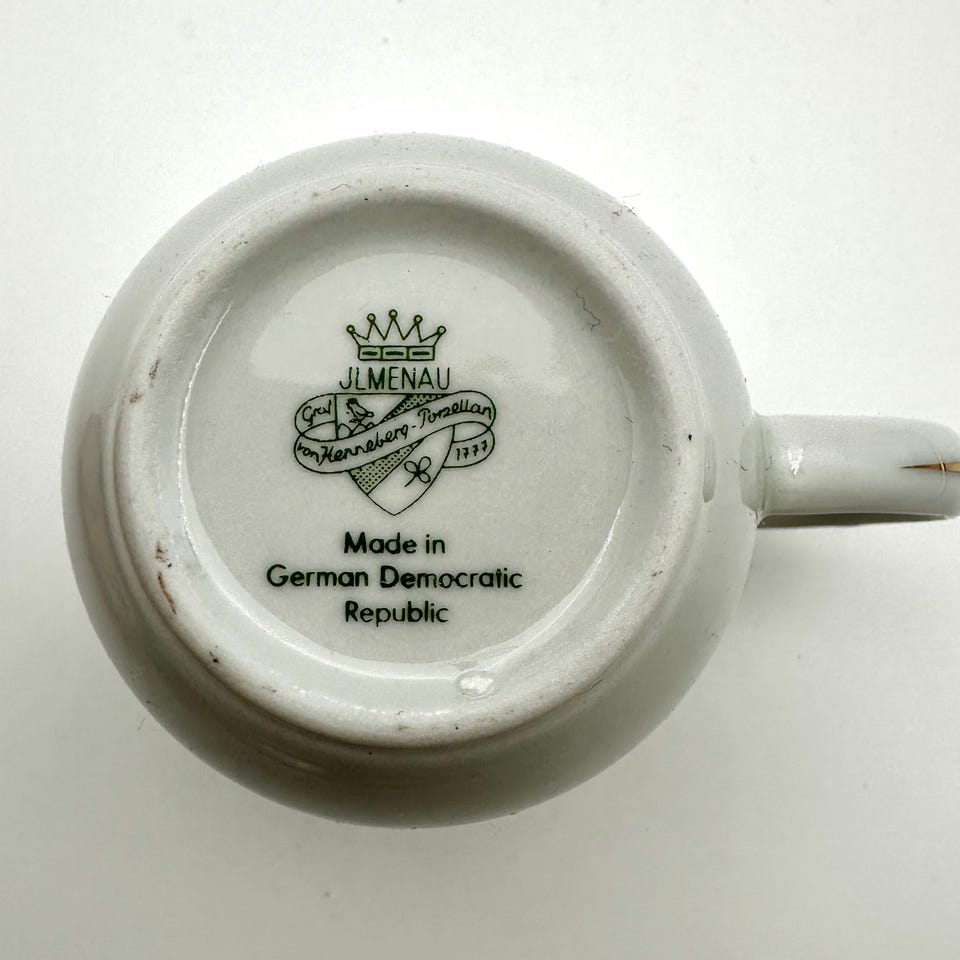 JLMENAU
Graf
von Henneberg-Porzellan
1777
Made in
German Democratic
Republic